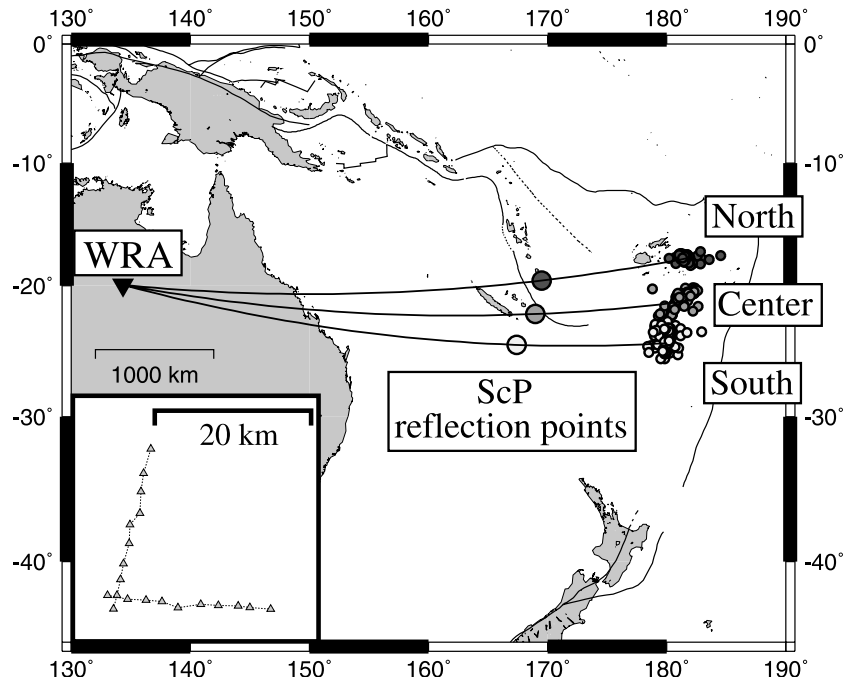 130˚ 140˚ 150˚ 160˚ 170˚ 180˚ 190˚
0˚ 0˚
-10˚ -10˚
North
WRA
-20˚ -20˚
Center
1000 km
South
ScP
reflection points
-30˚ -30˚
20 km
-40˚ -40˚
130˚ 140˚ 150˚ 160˚ 170˚ 180˚ 190˚